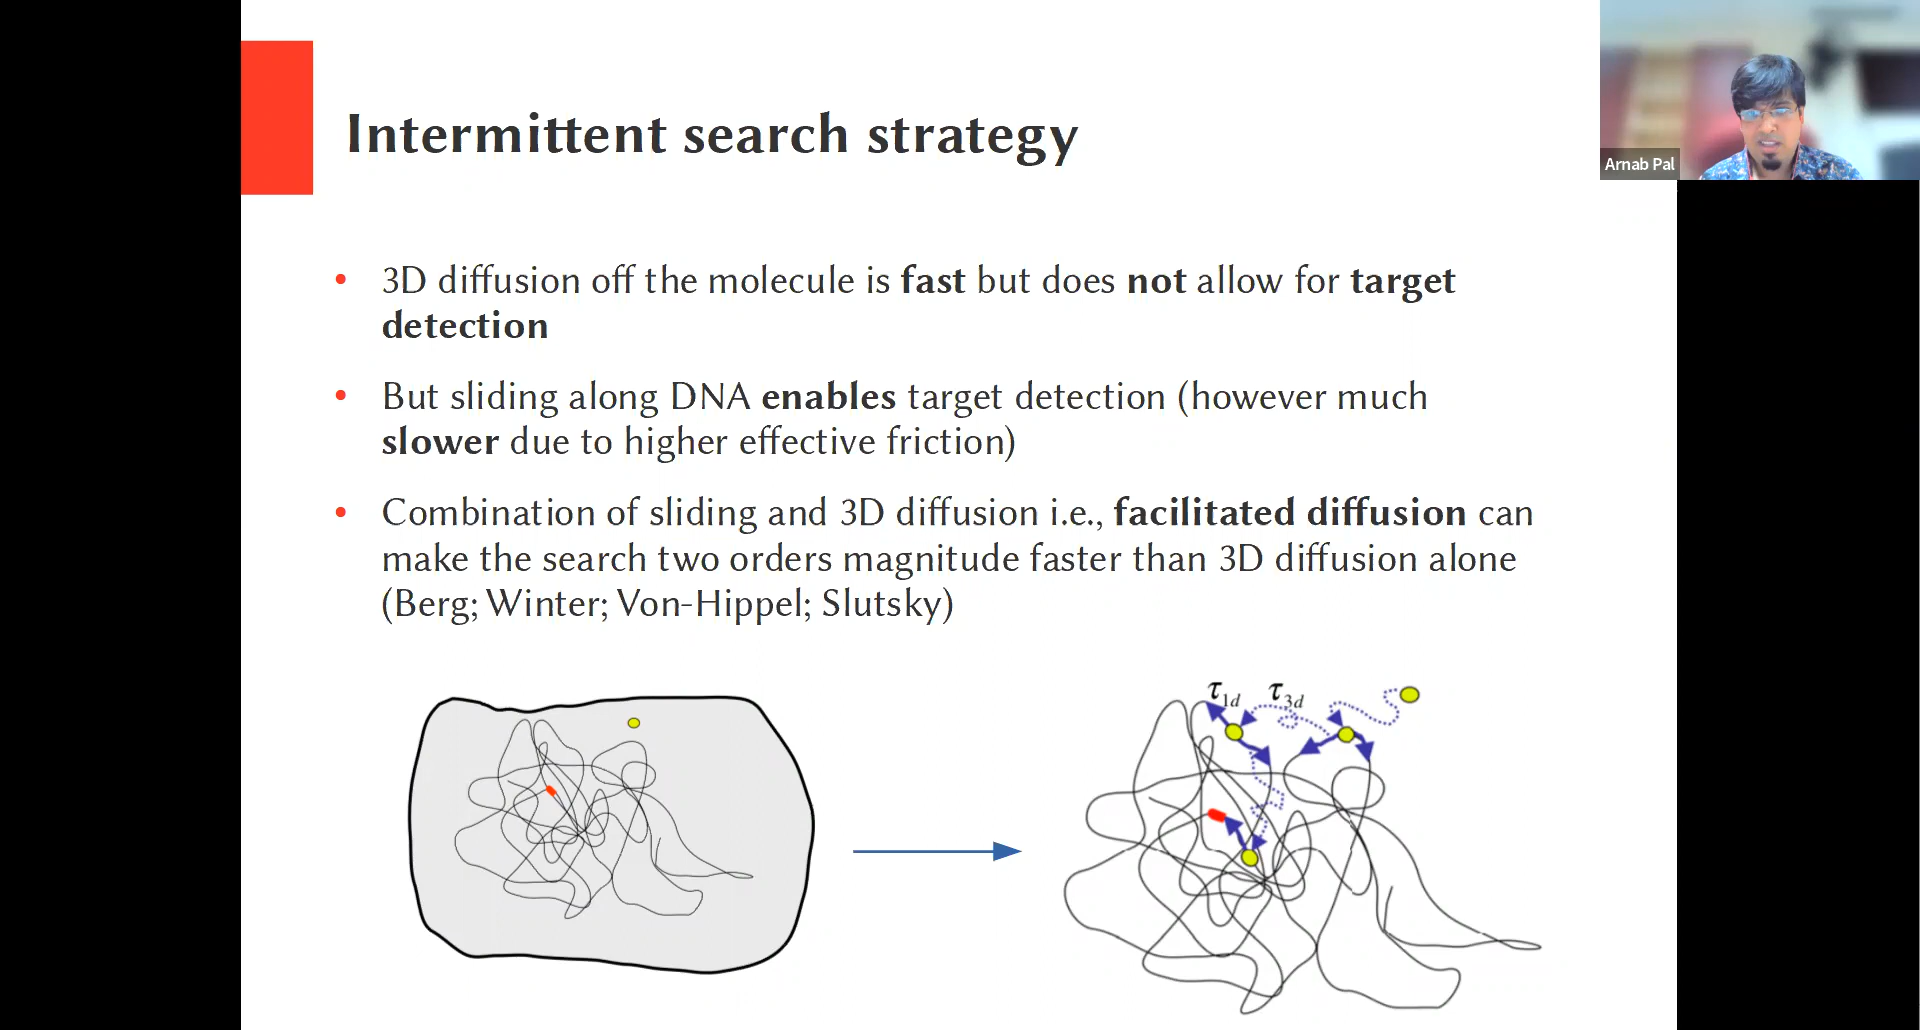 Intermittent search strategy
Arnab Pal
• 3D diffusion off the molecule is fast but does not allow for target
detection
• But sliding along DNA enables target detection (however much
slower due to higher effective friction)
• Combination of sliding and 3D diffusion i.e., facilitated diffusion can
make the search two orders magnitude faster than 3D diffusion alone
(Berg; Winter; Von-Hippel; Slutsky)
τ1d τ3d